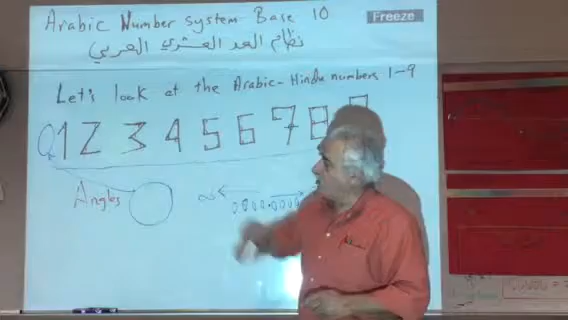 Arabic Number system Base 10
Freeze
نظام العد العشري العربي
Let's look at the Arabic-Hindu numbers 1-9
0 1 2 3 4 5 6 7 8
Angles
∞